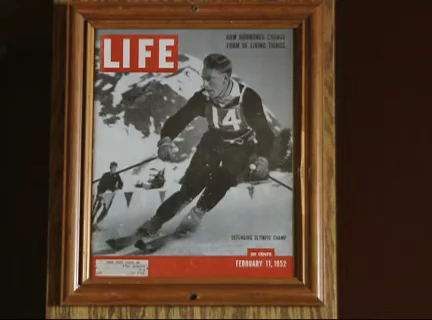 HOW HORMONES CHANGE
FORM OF LIVING THINGS
LIFE
14
DEFENDING OLYMPIC CHAMP
20 CENTS
FEBRUARY 11, 1952